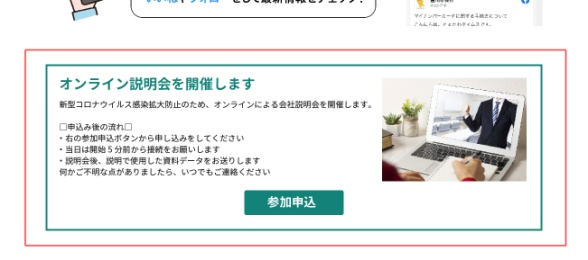 オンライン説明会を開催します
新型コロナウイルス感染拡大防止のため、オンラインによる会社説明会を開催します。
□申込み後の流れ□
・右の参加申込ボタンから申し込みをしてください
・当日は開始５分前から接続をお願いします
・説明会後、説明で使用した資料データをお送りします
何かご不明な点がありましたら、いつでもご連絡ください
参加申込